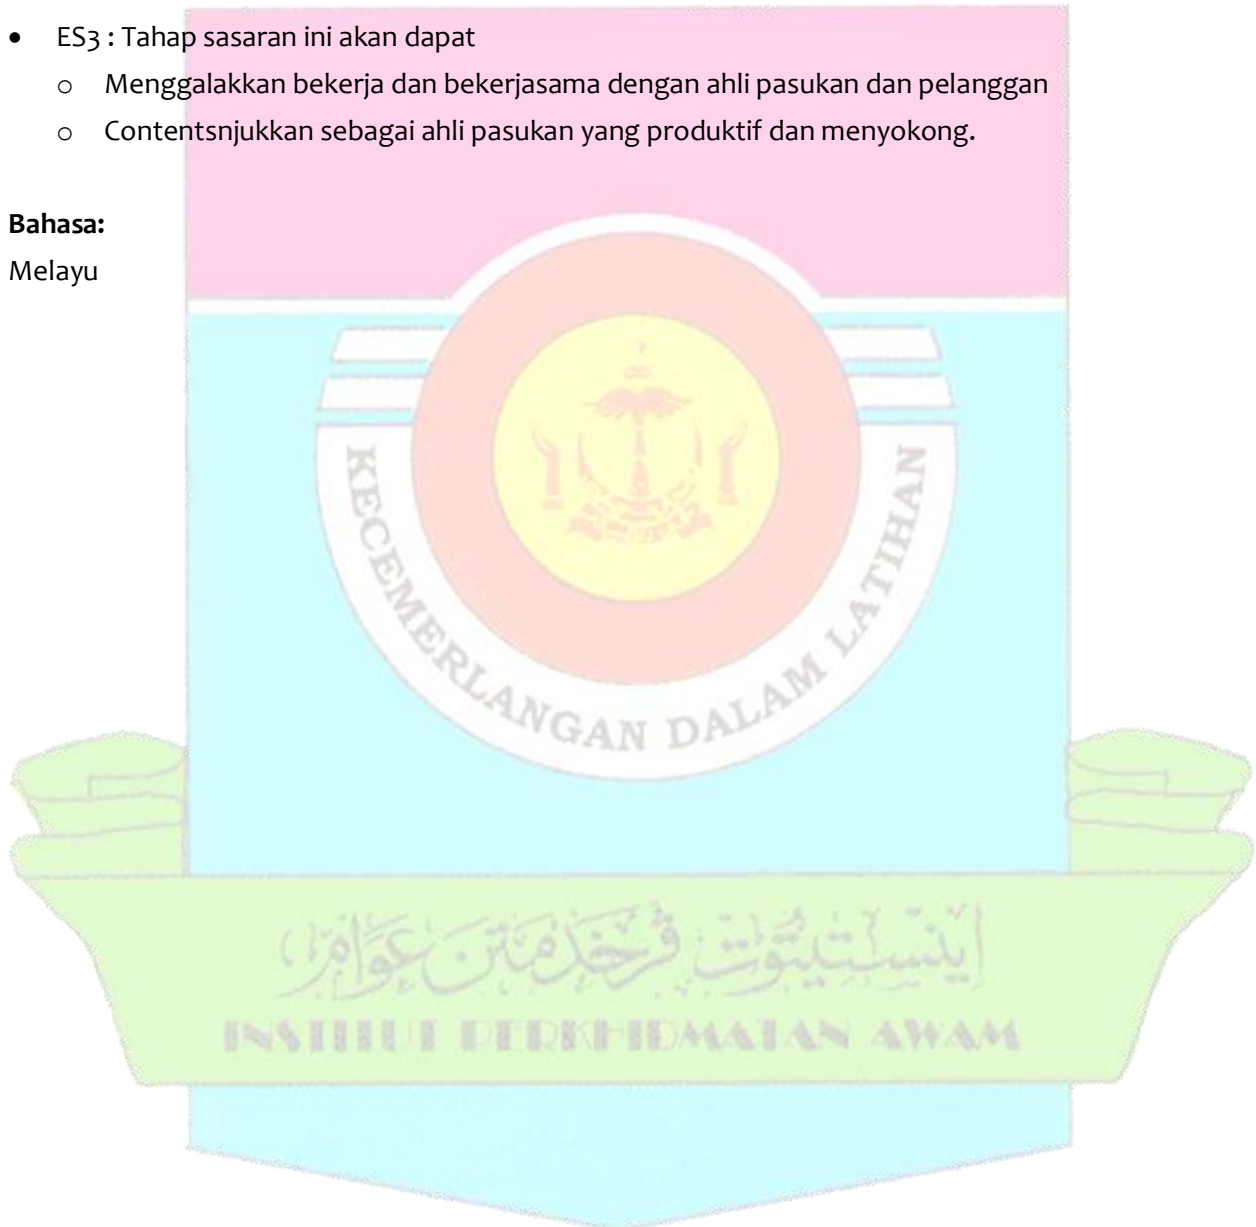 • ES3 : Tahap sasaran ini akan dapat
o Menggalakkan bekerja dan bekerjasama dengan ahli pasukan dan pelanggan
o Contentsnjukkan sebagai ahli pasukan yang produktif dan menyokong.
Bahasa:
Melayu
KECEMERLANGAN DALAM LATIHAN
اينستيتوت ڤرخدمتن عوام
INSTITUT PERKHIDMATAN AWAM